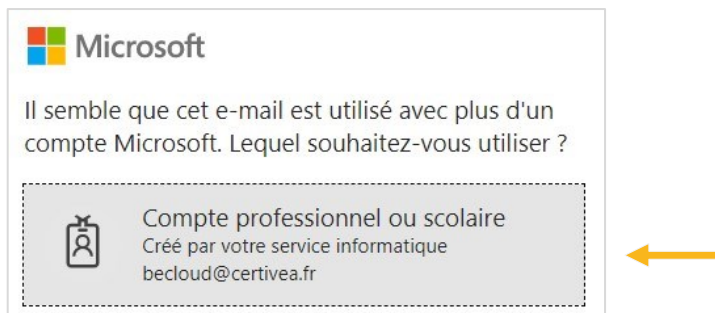 Microsoft
Il semble que cet e-mail est utilisé avec plus d'un
compte Microsoft. Lequel souhaitez-vous utiliser ?
Compte professionnel ou scolaire
Créé par votre service informatique
becloud@certivea.fr